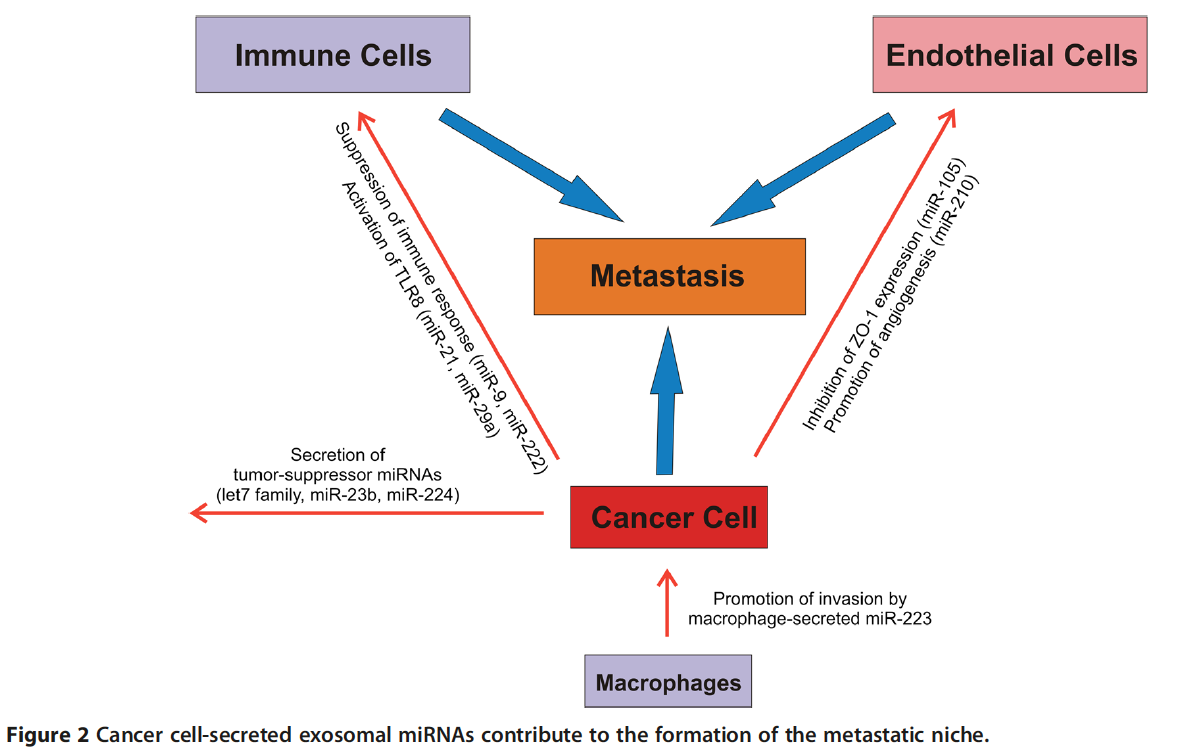 Immune Cells
Endothelial Cells
Suppression of immune response (miR-9, miR-222)
Activation of TLR8 (miR-21, miR-29a)
Inhibition of ZO-1 expression (miR-105)
Promotion of angiogenesis (miR-210)
Metastasis
Secretion of
tumor-suppressor miRNAs
(let7 family, miR-23b, miR-224)
Cancer Cell
Promotion of invasion by
macrophage-secreted miR-223
Macrophages
Figure 2 Cancer cell-secreted exosomal miRNAs contribute to the formation of the metastatic niche.